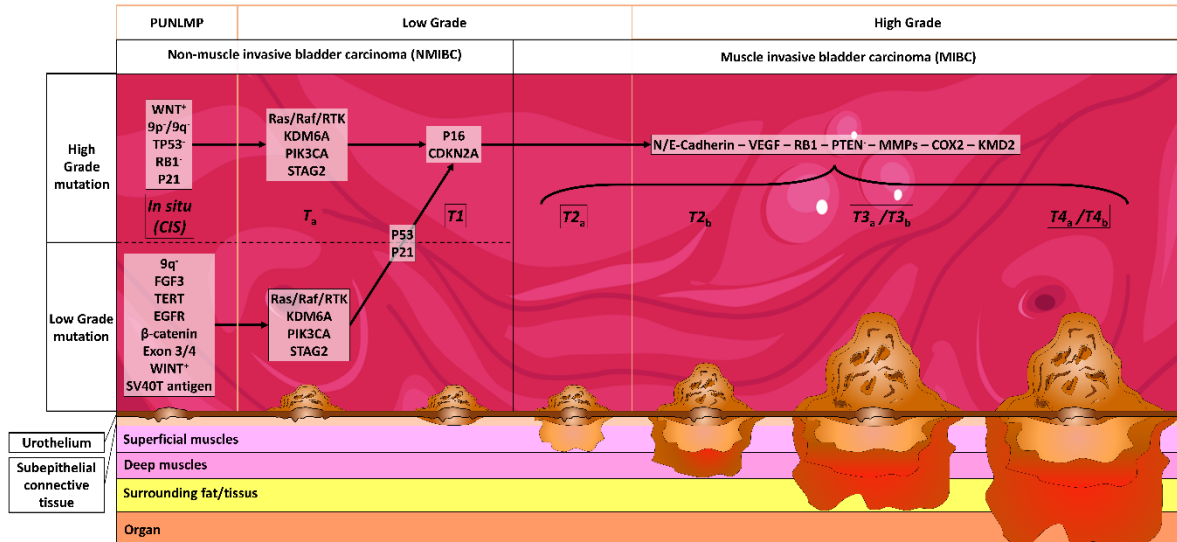 PUNLMP
Low Grade
High Grade
Non-muscle invasive bladder carcinoma (NMIBC)
Muscle invasive bladder carcinoma (MIBC)
High
Grade
mutation
WNT⁺
9p⁻/9q⁻
TP53⁻
RB1⁻
P21
In situ
(CIS)
Ras/Raf/RTK
KDM6A
PIK3CA
STAG2
Tₐ
P16
CDKN2A
T1
N/E-Cadherin – VEGF – RB1 – PTEN⁻ – MMPs – COX2 – KMD2
T2ₐ
T2b
T3ₐ/T3b
T4ₐ/T4b
P53
P21
Low Grade
mutation
9q⁻
FGF3
TERT
EGFR
β-catenin
Exon 3/4
WINT⁺
SV40T antigen
Ras/Raf/RTK
KDM6A
PIK3CA
STAG2
Urothelium
Subepithelial
connective
tissue
Superficial muscles
Deep muscles
Surrounding fat/tissus
Organ